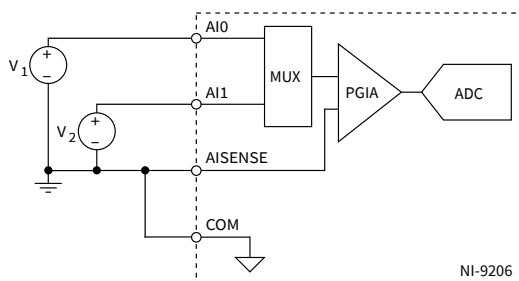 AI0
V1
+
−
MUX
PGIA
ADC
AI1
V2
+
−
AISENSE
COM
NI-9206